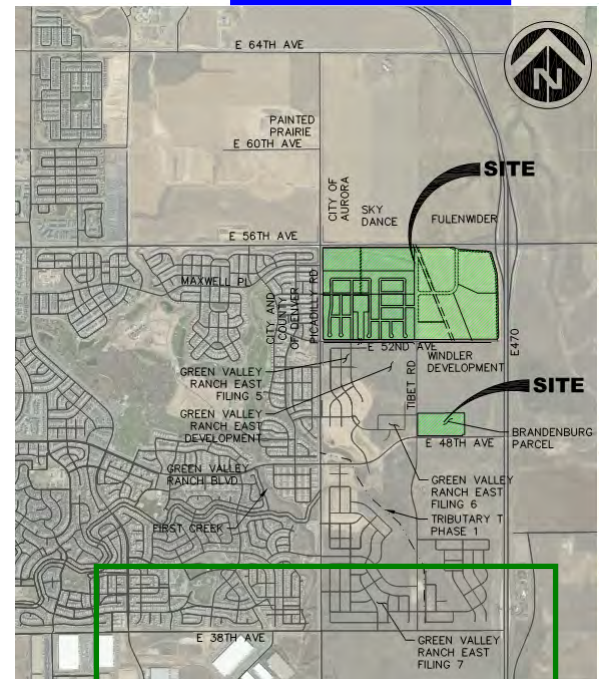 E 64TH AVE
N
PAINTED
PRAIRIE
E 60TH AVE
SITE
CITY OF
AURORA
SKY
DANCE
FULENWIDER
E 56TH AVE
MAXWELL PL
CITY AND
COUNTY
OF DENVER
PICADILLY RD
E 52ND AVE
E470
WINDLER
DEVELOPMENT
GREEN VALLEY
RANCH EAST
FILING 5
TIBET RD
SITE
GREEN VALLEY
RANCH EAST
DEVELOPMENT
BRANDENBURG
PARCEL
E 48TH AVE
GREEN VALLEY
RANCH BLVD
GREEN VALLEY
RANCH EAST
FILING 6
FIRST CREEK
TRIBUTARY T
PHASE 1
E 38TH AVE
GREEN VALLEY
RANCH EAST
FILING 7